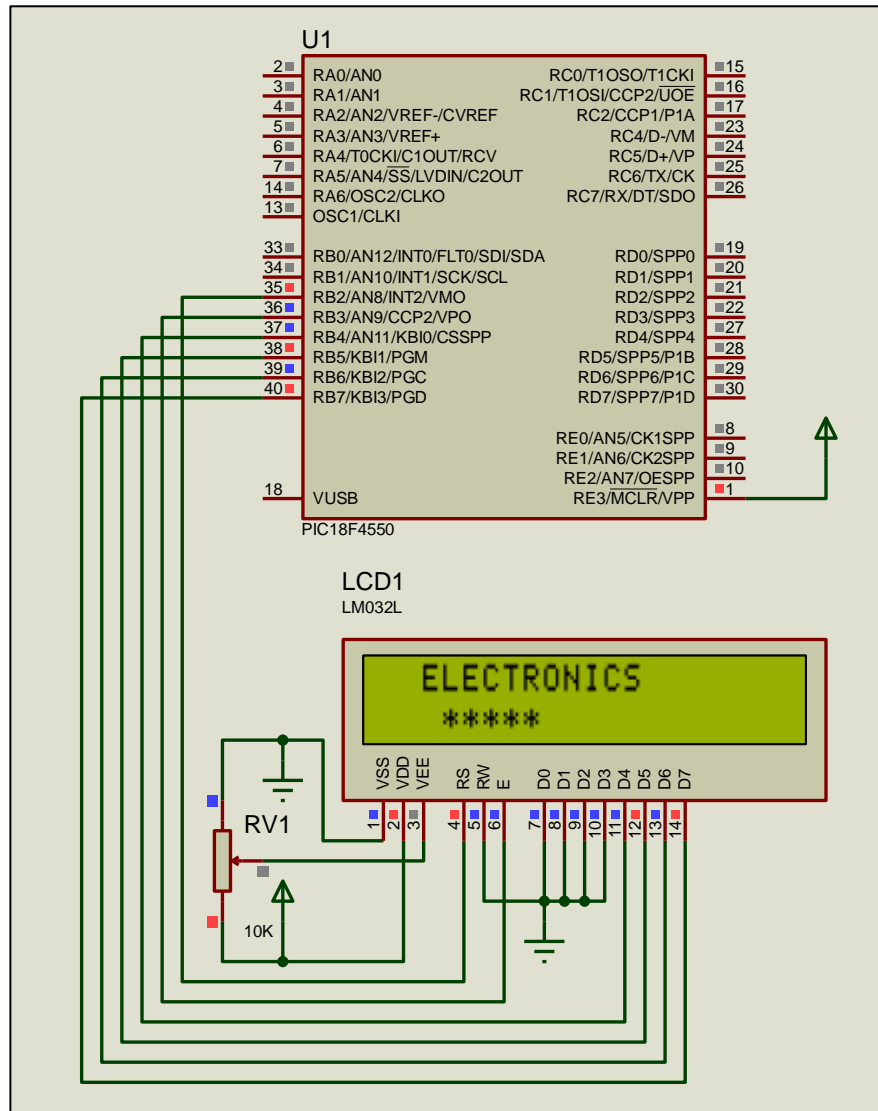 U1
2 RA0/AN0 RC0/T1OSO/T1CKI 15
3 RA1/AN1 RC1/T1OSI/CCP2/UOE 16
4 RA2/AN2/VREF-/CVREF RC2/CCP1/P1A 17
5 RA3/AN3/VREF+ RC4/D-/VM 23
6 RA4/T0CKI/C1OUT/RCV RC5/D+/VP 24
7 RA5/AN4/SS/LVDIN/C2OUT RC6/TX/CK 25
14 RA6/OSC2/CLKO RC7/RX/DT/SDO 26
13 OSC1/CLKI
33 RB0/AN12/INT0/FLT0/SDI/SDA RD0/SPP0 19
34 RB1/AN10/INT1/SCK/SCL RD1/SPP1 20
35 RB2/AN8/INT2/VMO RD2/SPP2 21
36 RB3/AN9/CCP2/VPO RD3/SPP3 22
37 RB4/AN11/KBI0/CSSPP RD4/SPP4 27
38 RB5/KBI1/PGM RD5/SPP5/P1B 28
39 RB6/KBI2/PGC RD6/SPP6/P1C 29
40 RB7/KBI3/PGD RD7/SPP7/P1D 30
RE0/AN5/CK1SPP 8
RE1/AN6/CK2SPP 9
RE2/AN7/OESPP 10
18 VUSB RE3/MCLR/VPP 1
PIC18F4550
LCD1
LM032L
ELECTRONICS
*****
VSS VDD VEE RS RW E D0 D1 D2 D3 D4 D5 D6 D7
1 2 3 4 5 6 7 8 9 10 11 12 13 14
RV1
10K